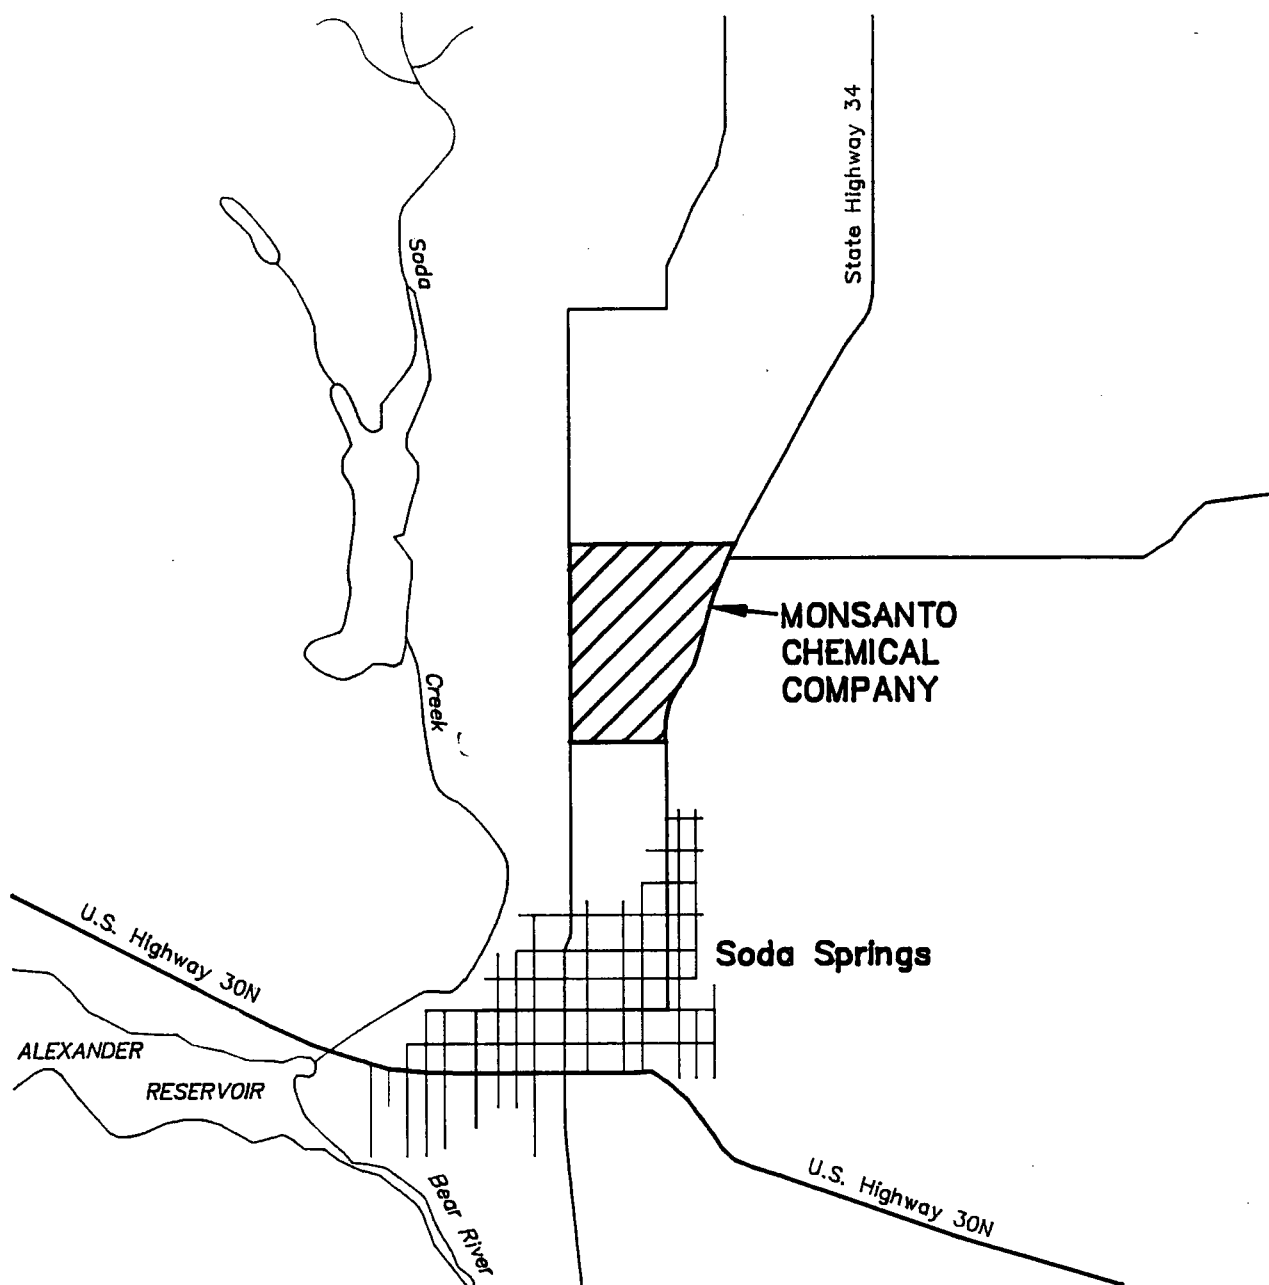 State Highway 34
Soda
MONSANTO
CHEMICAL
COMPANY
Creek
U.S. Highway 30N
Soda Springs
ALEXANDER
RESERVOIR
Bear River
U.S. Highway 30N